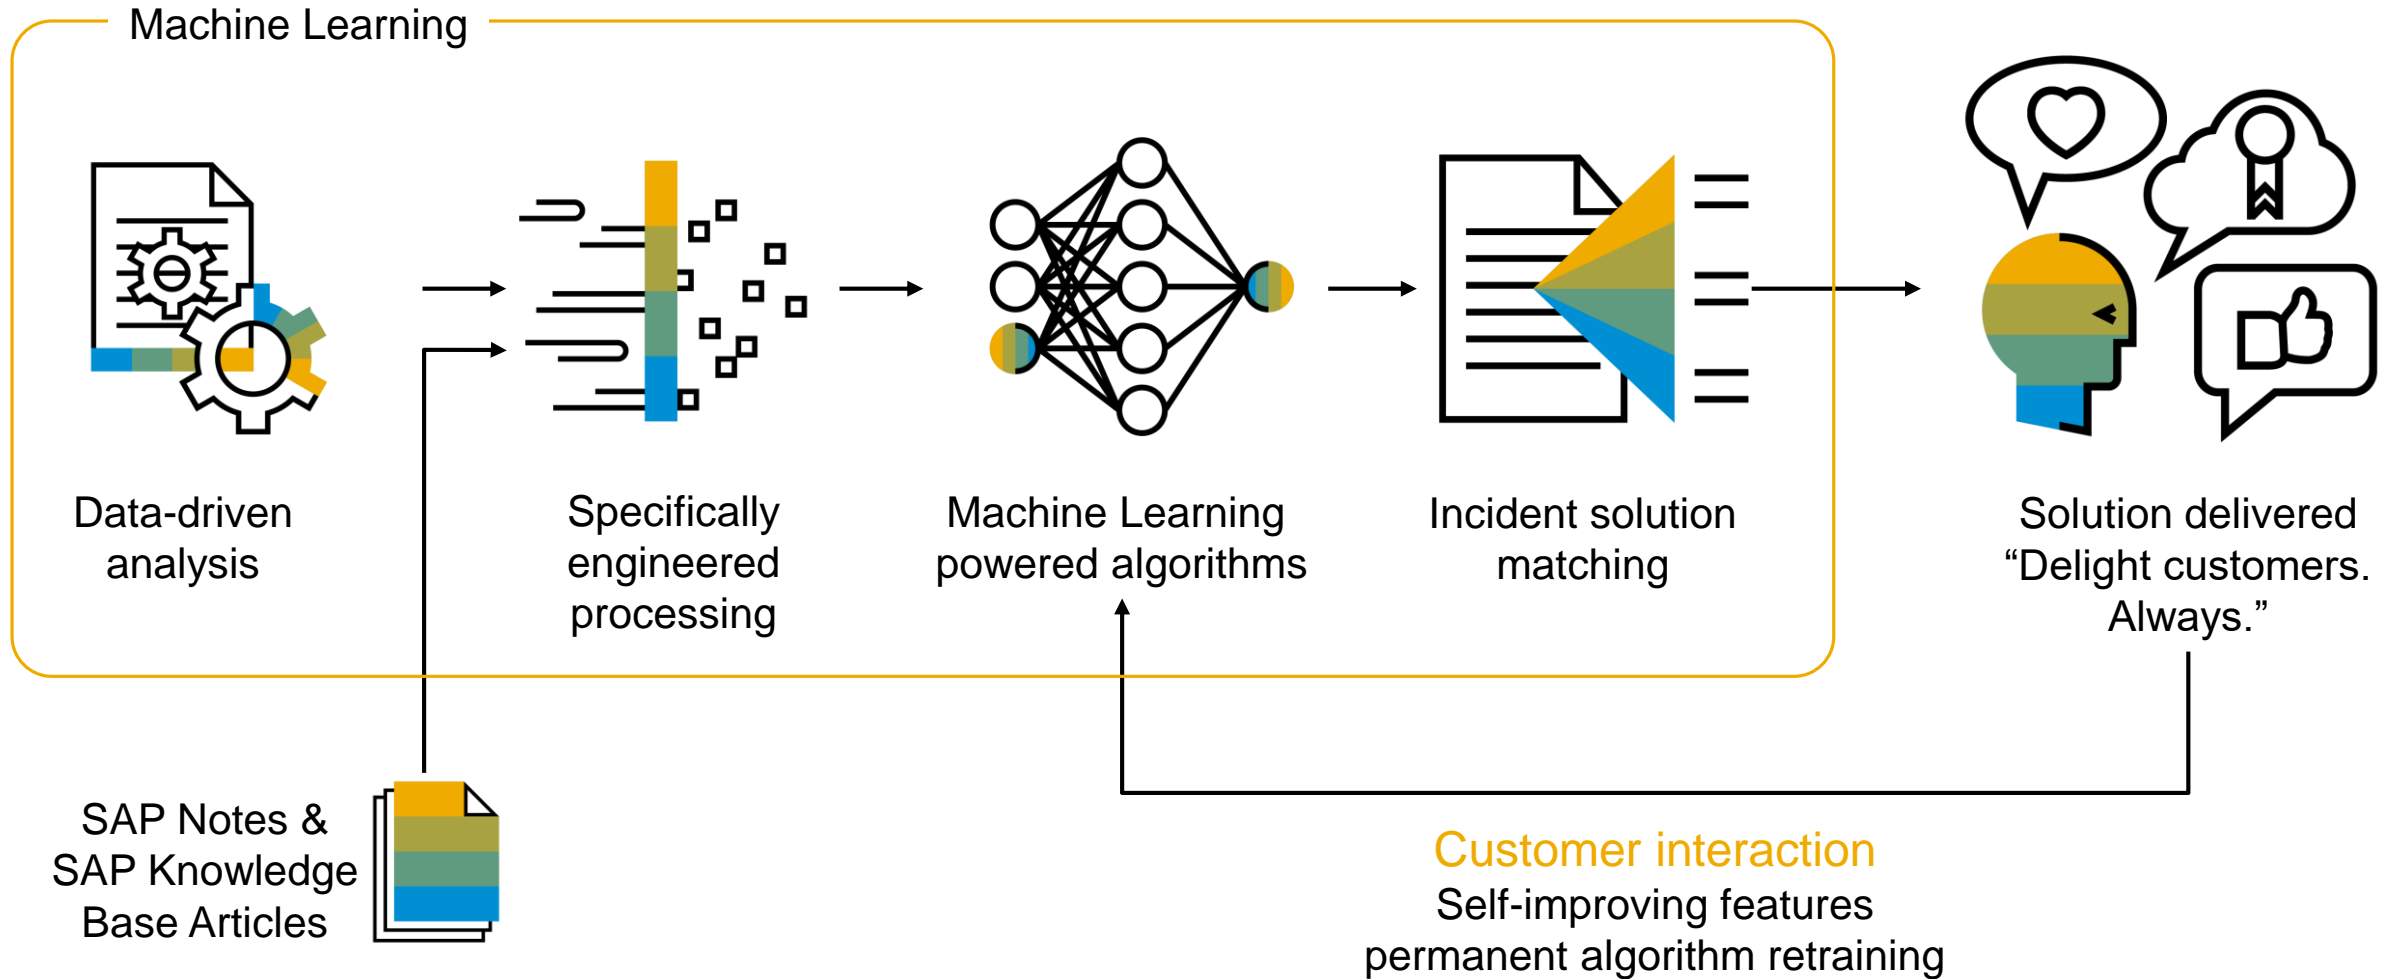 Machine Learning
Data-driven
analysis
Specifically
engineered
processing
Machine Learning
powered algorithms
Incident solution
matching
Solution delivered
“Delight customers.
Always.”
SAP Notes &
SAP Knowledge
Base Articles
Customer interaction
Self-improving features
permanent algorithm retraining